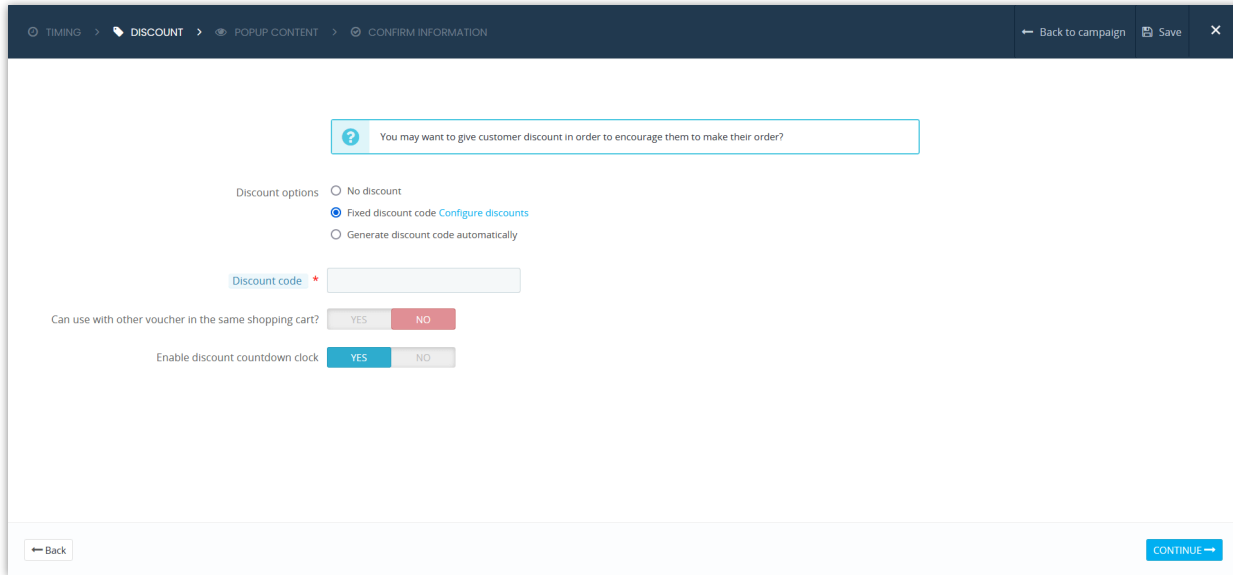 TIMING > DISCOUNT > POPUP CONTENT > CONFIRM INFORMATION
Back to campaign
Save
You may want to give customer discount in order to encourage them to make their order?
Discount options
No discount
Fixed discount code Configure discounts
Generate discount code automatically
Discount code *
Can use with other voucher in the same shopping cart? YES NO
Enable discount countdown clock YES NO
Back
CONTINUE